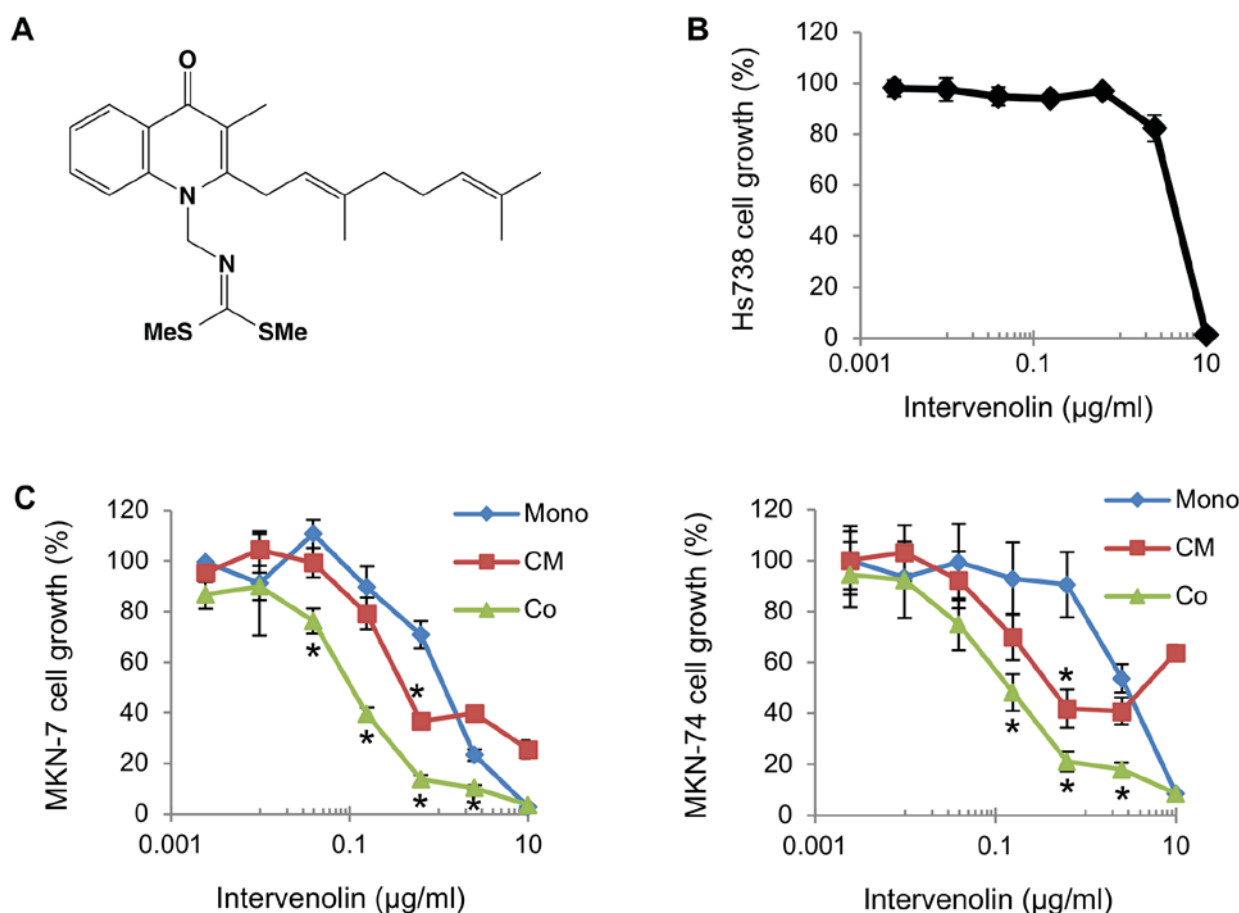 A
O
N
N
MeS
SMe
B
Hs738 cell growth (%)
120
100
80
60
40
20
0
0.001
0.1
10
Intervenolin (µg/ml)
C
MKN-7 cell growth (%)
120
100
80
60
40
20
0
0.001
0.1
10
Intervenolin (µg/ml)
Mono
CM
Co
*
*
*
*
*
MKN-74 cell growth (%)
120
100
80
60
40
20
0
0.001
0.1
10
Intervenolin (µg/ml)
Mono
CM
Co
*
*
*
*